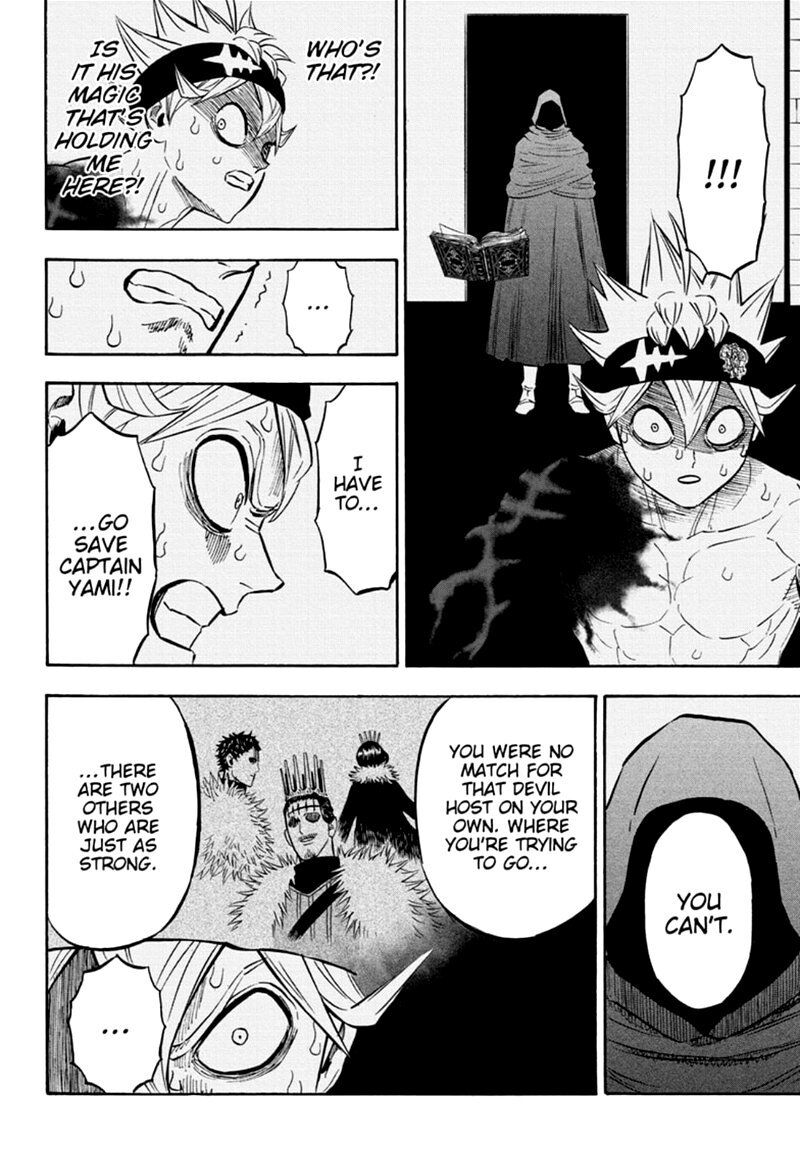 !!!
WHO'S
THAT?!
IS
IT HIS
MAGIC
THAT'S
HOLDING
ME
HERE?!
...
I
HAVE
TO...
...GO
SAVE
CAPTAIN
YAMI!!
YOU
CAN'T.
YOU WERE NO
MATCH FOR
THAT DEVIL
HOST ON YOUR
OWN. WHERE
YOU'RE TRYING
TO GO...
...THERE
ARE TWO
OTHERS
WHO ARE
JUST AS
STRONG.
...